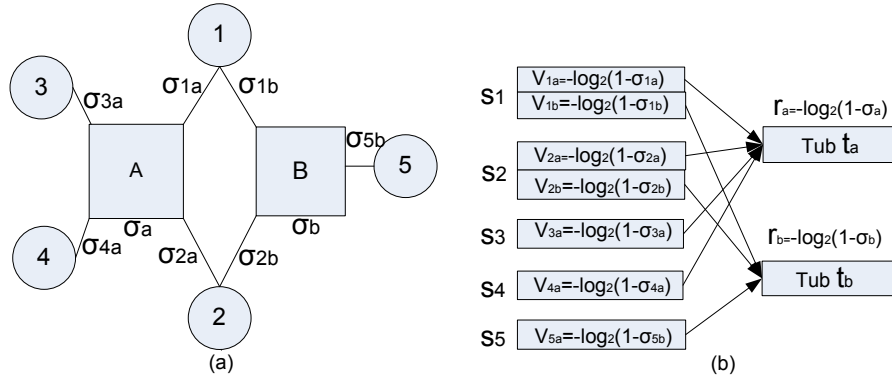 1
3
σ3a
σ1a
σ1b
A
B
σ5b
5
4
σ4a
σa
σ2a
σ2b
σb
2
(a)
s1
V1a=-log2(1-σ1a)
V1b=-log2(1-σ1b)
s2
V2a=-log2(1-σ2a)
V2b=-log2(1-σ2b)
s3
V3a=-log2(1-σ3a)
s4
V4a=-log2(1-σ4a)
s5
V5a=-log2(1-σ5b)
ra=-log2(1-σa)
Tub ta
rb=-log2(1-σb)
Tub tb
(b)